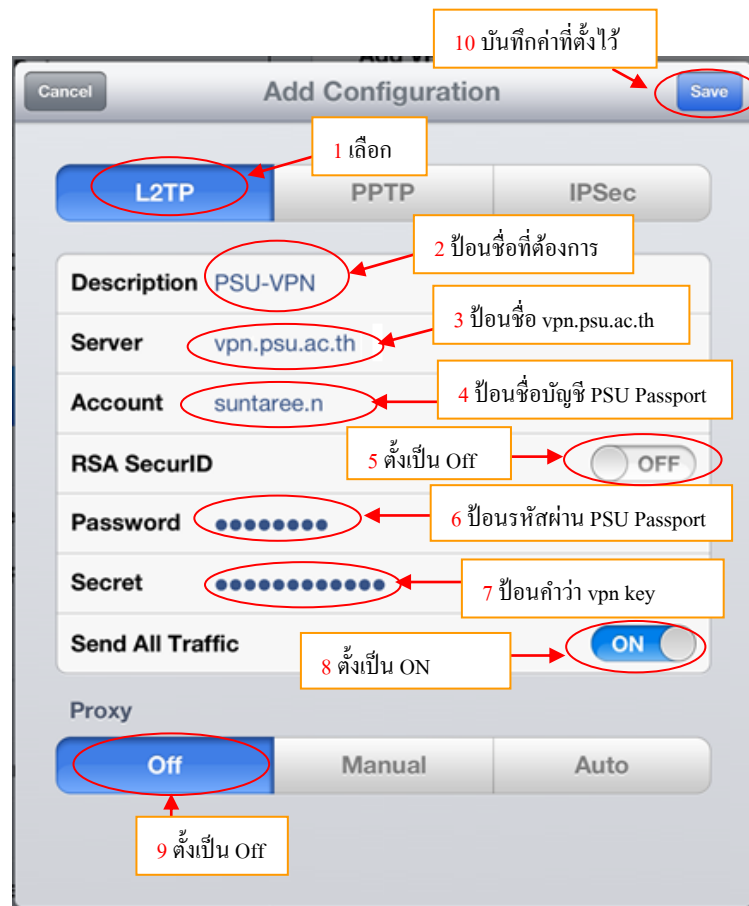 10 บันทึกค่าที่ตั้งไว้
Cancel
Add Configuration
Save
1 เลือก
L2TP
PPTP
IPSec
2 ป้อนชื่อที่ต้องการ
Description PSU-VPN
3 ป้อนชื่อ vpn.psu.ac.th
Server vpn.psu.ac.th
4 ป้อนชื่อบัญชี PSU Passport
Account suntaree.n
5 ตั้งเป็น Off
RSA SecurID OFF
6 ป้อนรหัสผ่าน PSU Passport
Password ●●●●●●●●
Secret ●●●●●●●●●●●●
7 ป้อนคำว่า vpn key
Send All Traffic ON
8 ตั้งเป็น ON
Proxy
Off
Manual
Auto
9 ตั้งเป็น Off